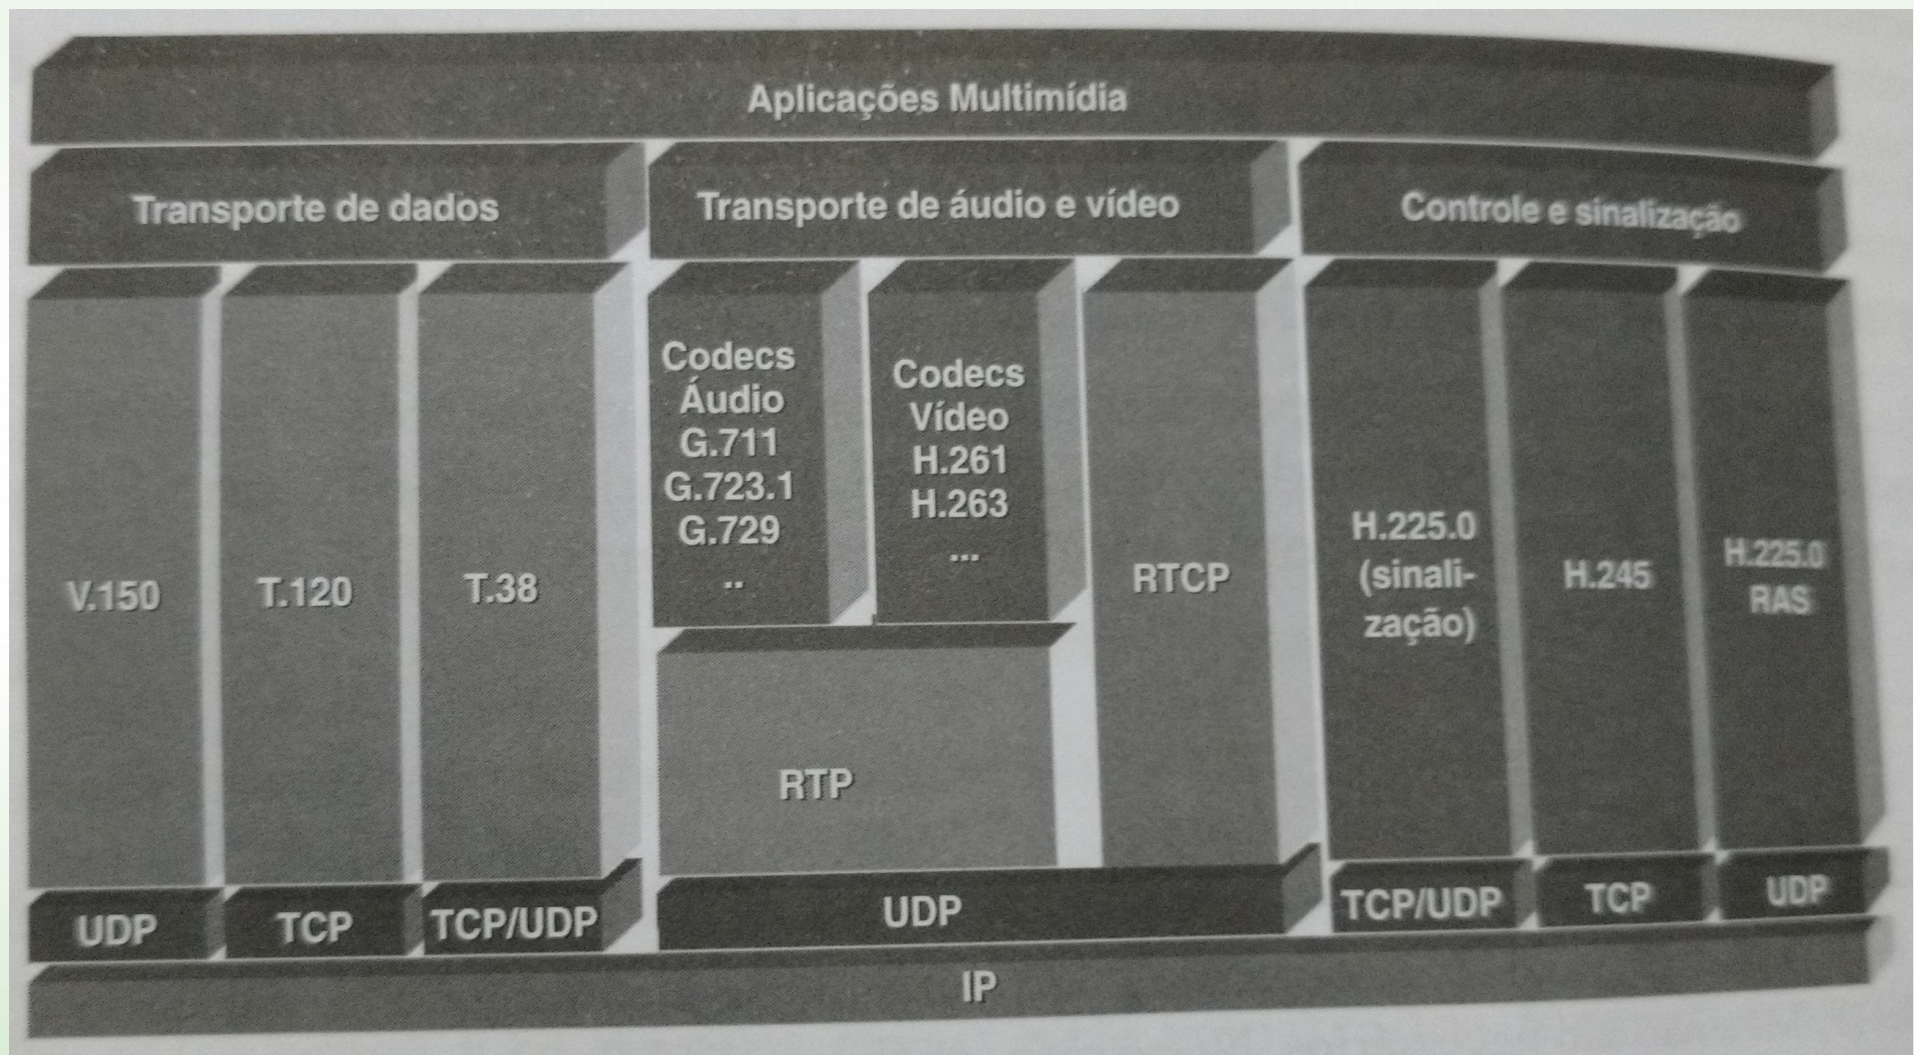 Aplicações Multimídia
Transporte de dados
Transporte de áudio e vídeo
Controle e sinalização
V.150
T.120
T.38
Codecs
Áudio
G.711
G.723.1
G.729
..
Codecs
Vídeo
H.261
H.263
...
RTP
RTCP
H.225.0
(sinali-
zação)
H.245
H.225.0
RAS
UDP
TCP
TCP/UDP
UDP
TCP/UDP
TCP
UDP
IP